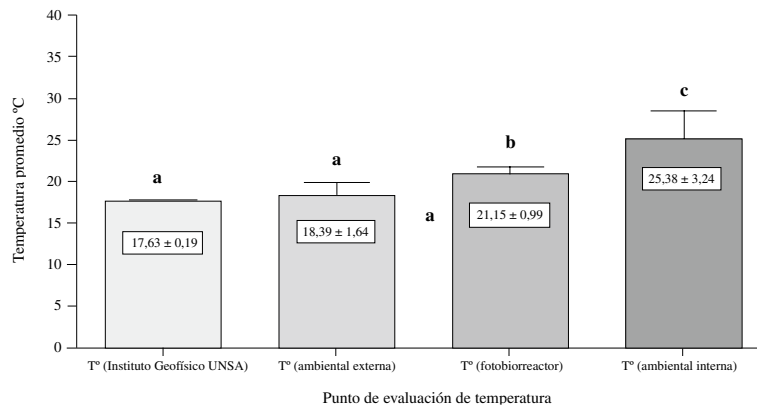 Temperatura promedio ºC
40
35
30
25
20
15
10
5
0
a
a
b
c
a
17,63 ± 0,19
18,39 ± 1,64
21,15 ± 0,99
25,38 ± 3,24
Tº (Instituto Geofísico UNSA)
Tº (ambiental externa)
Tº (fotobiorreactor)
Tº (ambiental interna)
Punto de evaluación de temperatura